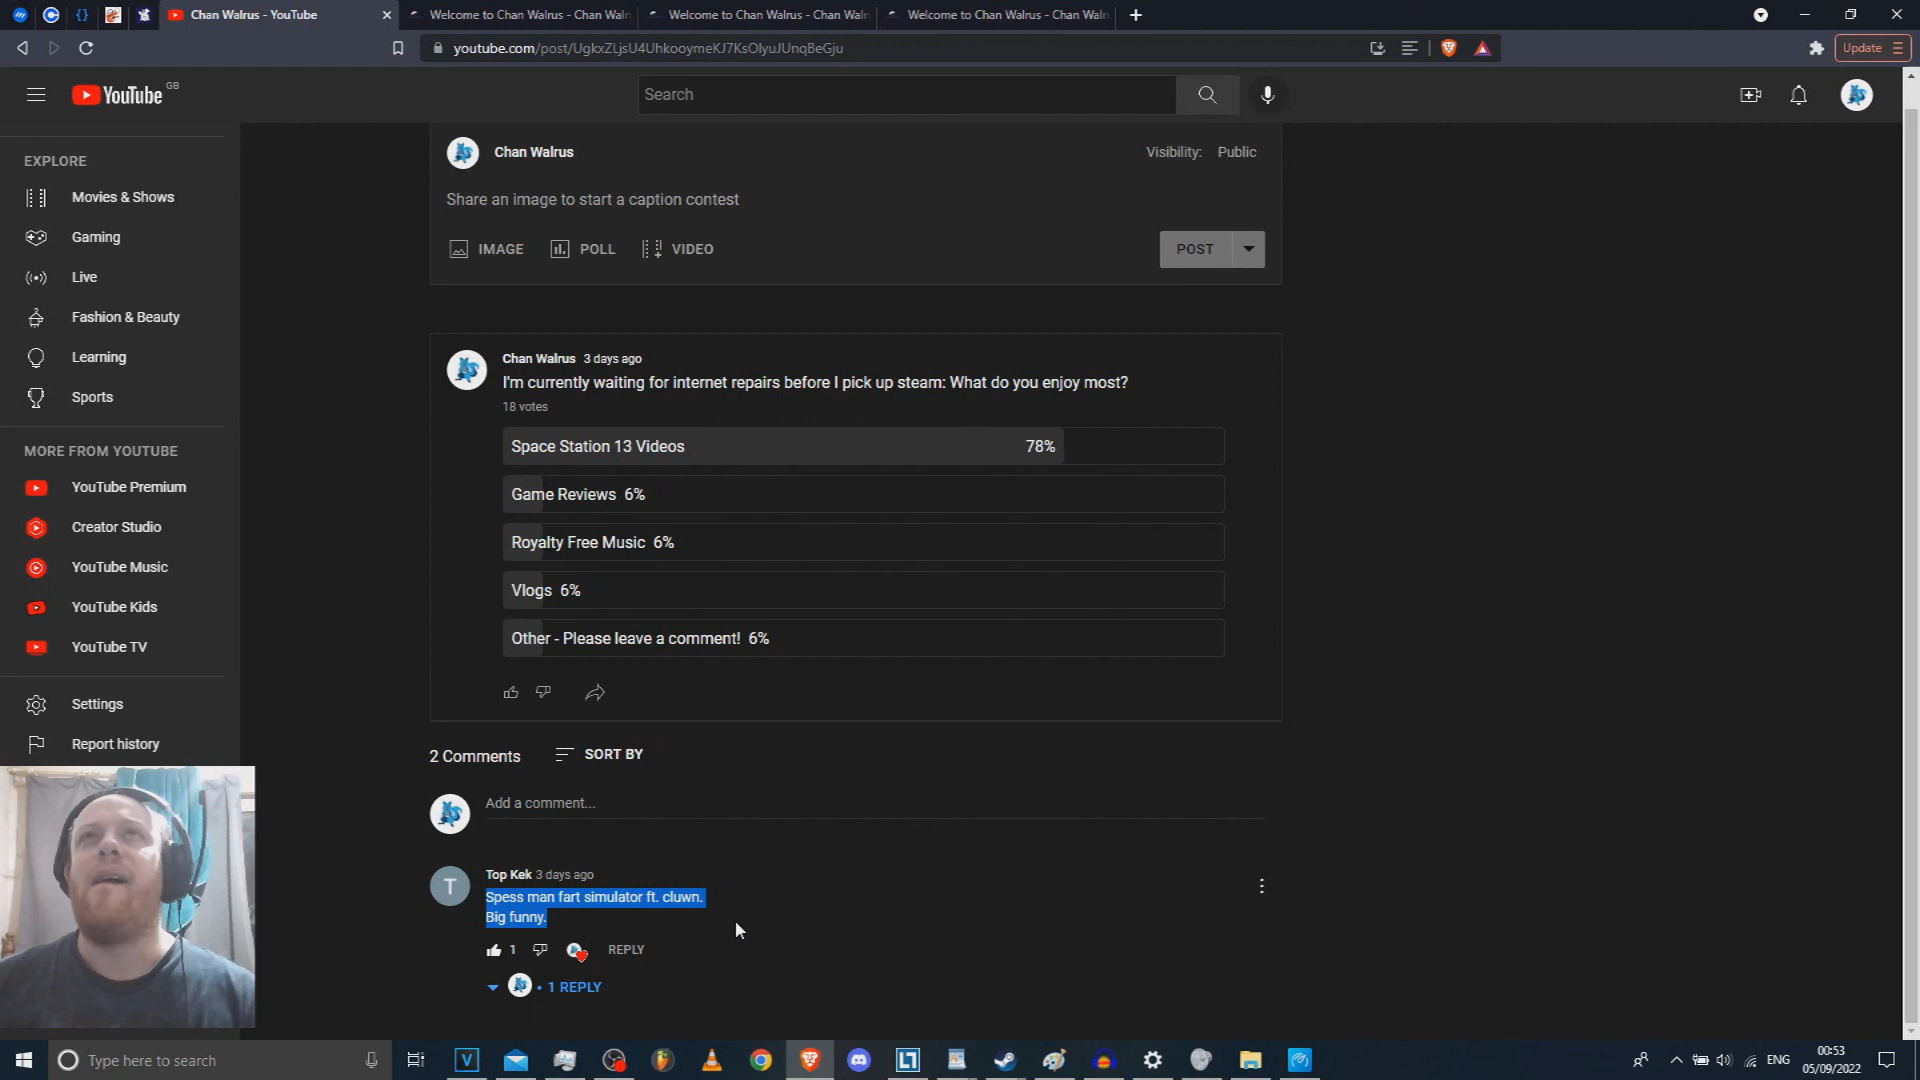 Chan Walrus - YouTube
Welcome to Chan Walrus - Chan Walr
Welcome to Chan Walrus - Chan Walr
Welcome to Chan Walrus - Chan Walr
youtube.com/post/UgkxZLjsU4UhkooymeKJ7KsOlyuJUnqBeGju
Update
YouTube GB
Search
EXPLORE
Movies & Shows
Gaming
Live
Fashion & Beauty
Learning
Sports
MORE FROM YOUTUBE
YouTube Premium
Creator Studio
YouTube Music
YouTube Kids
YouTube TV
Settings
Report history
Chan Walrus
Visibility: Public
Share an image to start a caption contest
IMAGE POLL VIDEO
POST
Chan Walrus 3 days ago
I'm currently waiting for internet repairs before I pick up steam: What do you enjoy most?
18 votes
Space Station 13 Videos 78%
Game Reviews 6%
Royalty Free Music 6%
Vlogs 6%
Other - Please leave a comment! 6%
2 Comments SORT BY
Add a comment...
T
Top Kek 3 days ago
Spess man fart simulator ft. cluwn.
Big funny.
1 REPLY
• 1 REPLY
Type here to search
V
ENG
00:53
05/09/2022